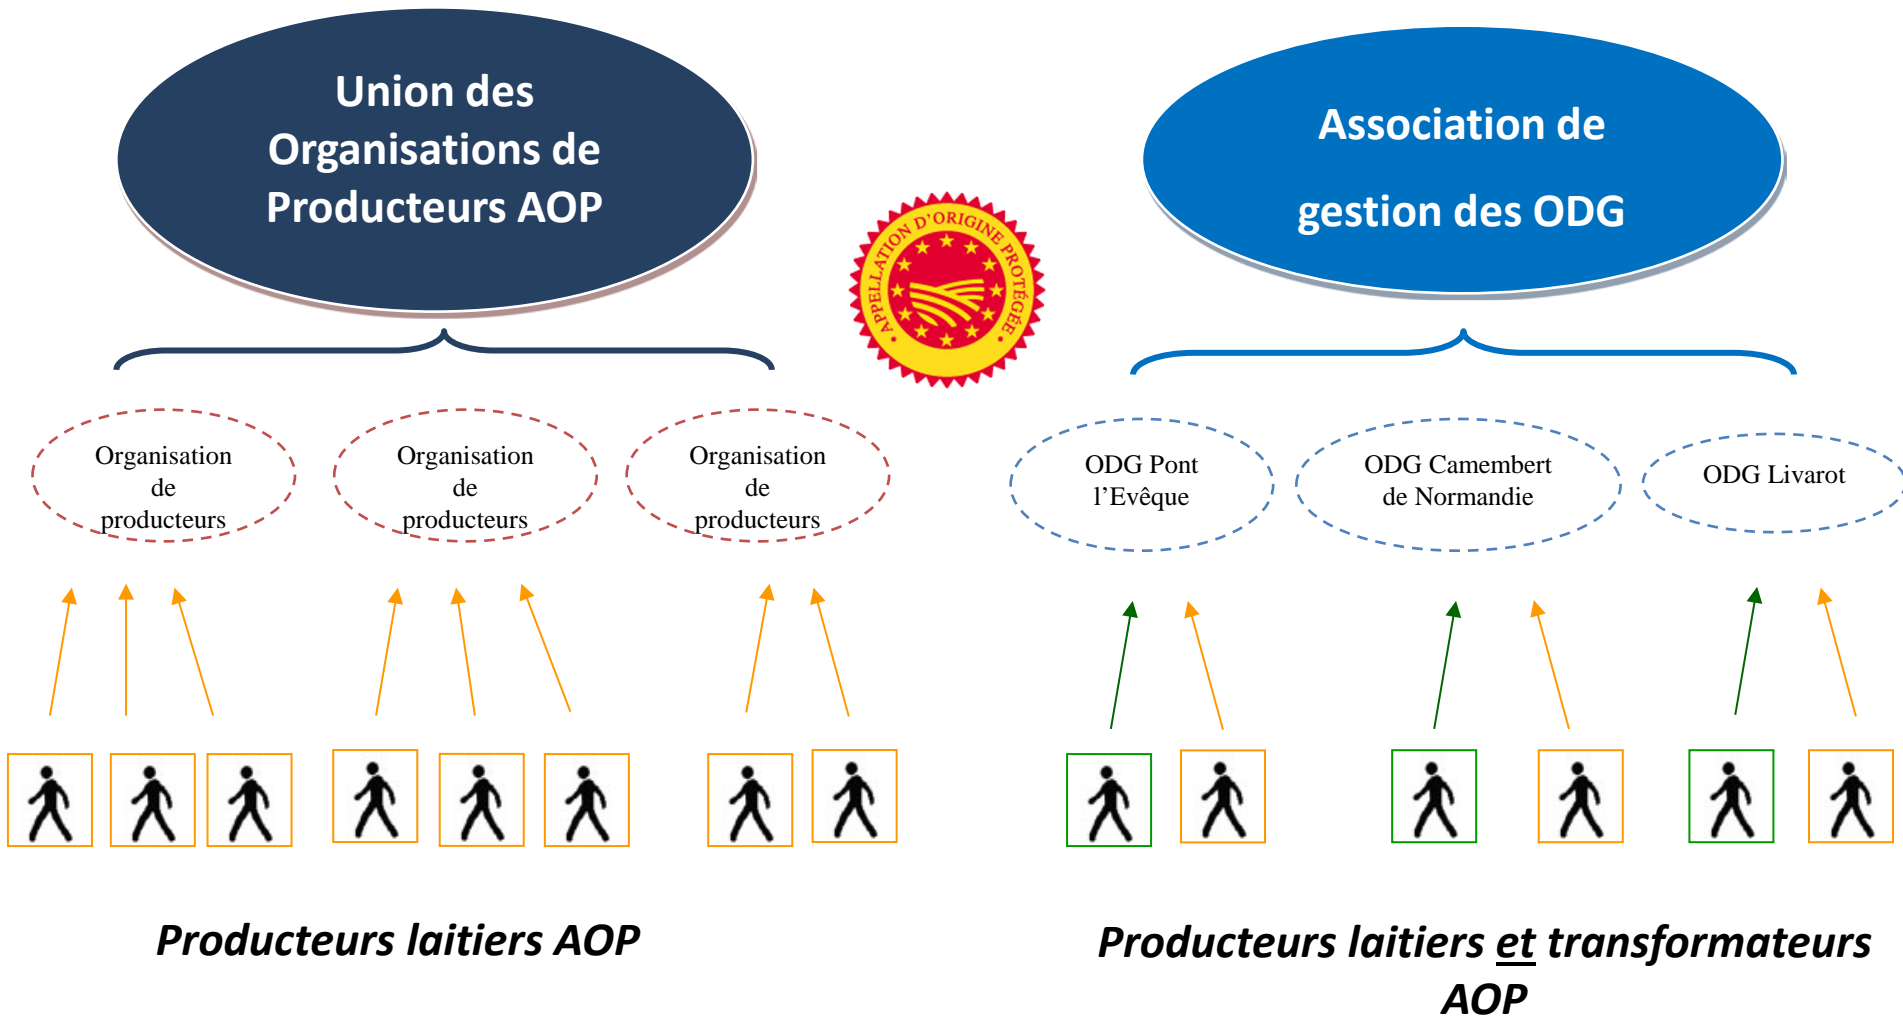 Union des
Organisations de
Producteurs AOP
Association de
gestion des ODG
APPELLATION D'ORIGINE PROTÉGÉE
Organisation
de
producteurs
Organisation
de
producteurs
Organisation
de
producteurs
ODG Pont
l’Evêque
ODG Camembert
de Normandie
ODG Livarot
Producteurs laitiers AOP
Producteurs laitiers et transformateurs
AOP